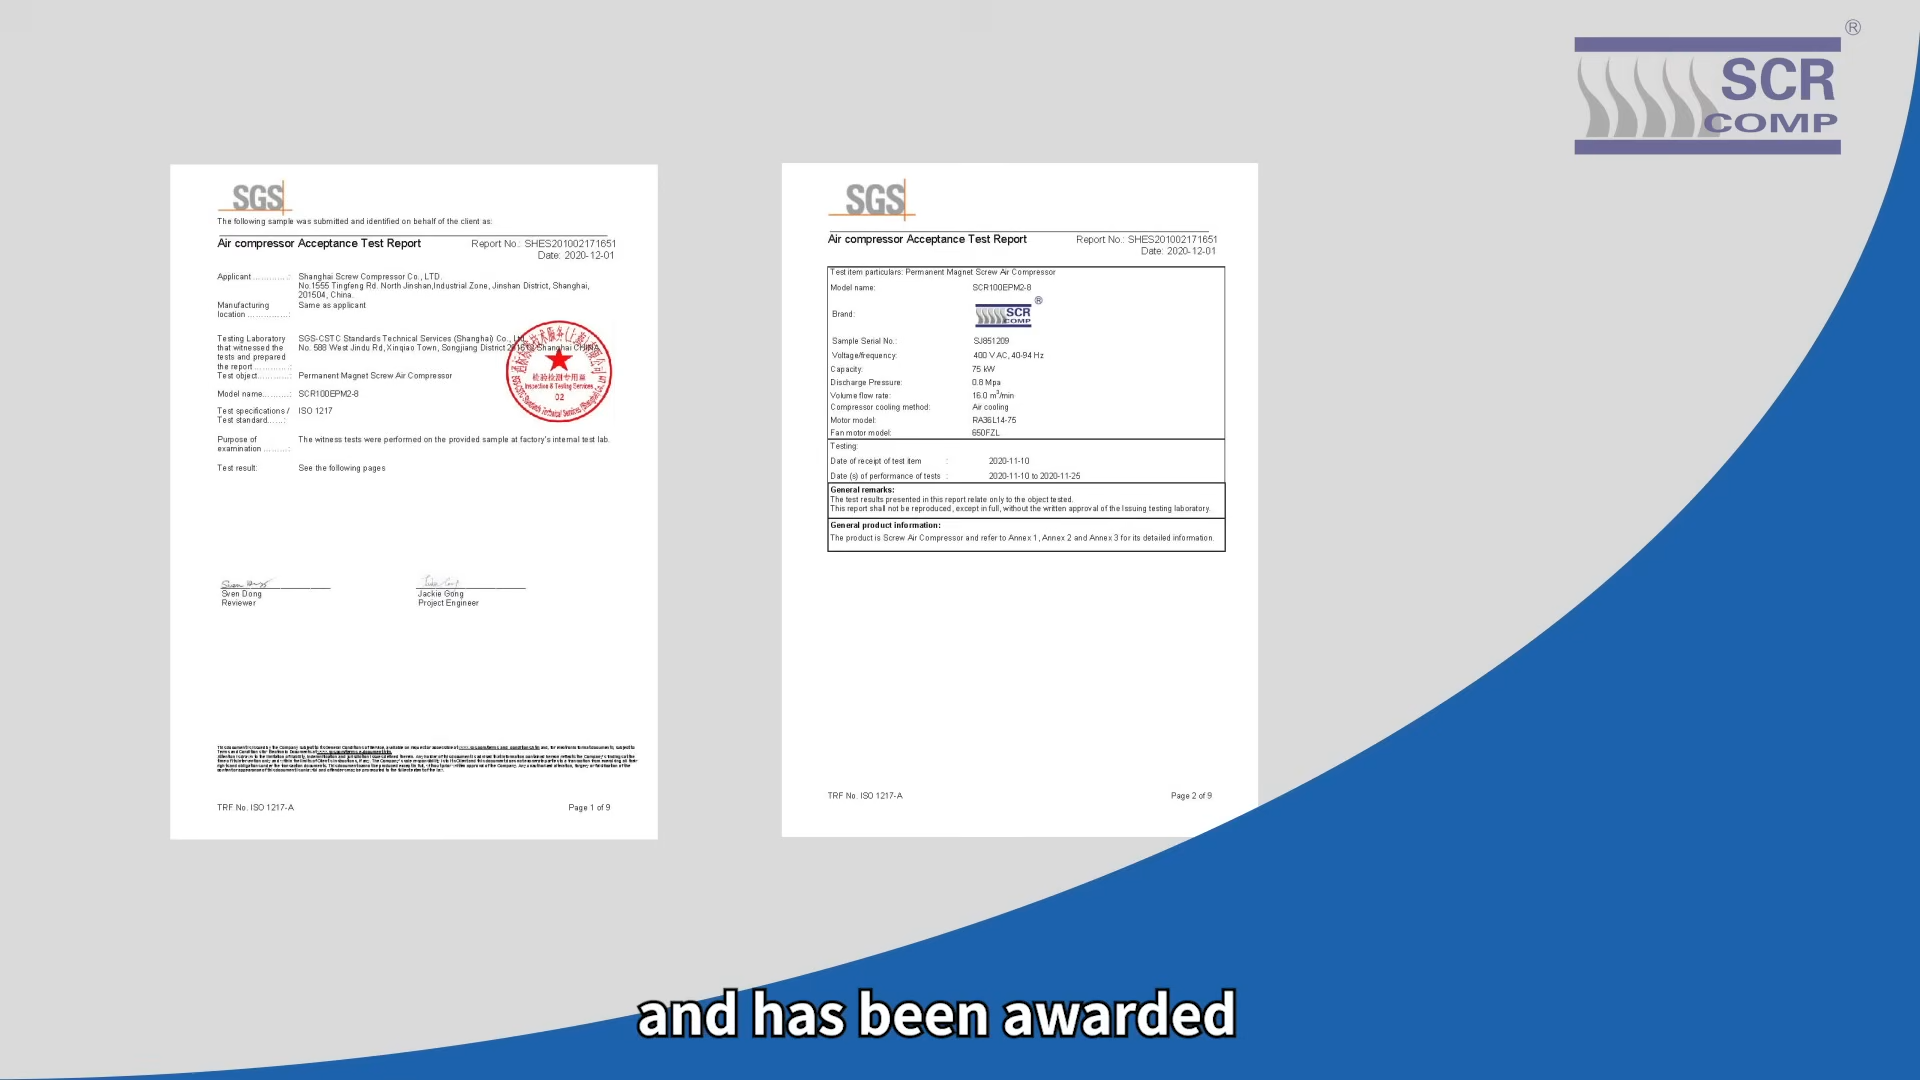 ®
SCR
COMP
SGS
The following sample was submitted and identified on behalf of the client as:
Air compressor Acceptance Test Report Report No.: SHES201002171651
Date: 2020-12-01
Applicant.............: Shanghai Screw Compressor Co., LTD.
No.1555 Tingfeng Rd. North Jinshan,Industrial Zone, Jinshan District, Shanghai,
201504, China.
Manufacturing Same as applicant
location ...............:
Testing Laboratory SGS-CSTC Standards Technical Services (Shanghai) Co., Ltd.
that witnessed the No. 588 West Jindu Rd, Xinqiao Town, Songjiang District 201612 Shanghai CHINA
tests and prepared
the report .............:
Test object............: Permanent Magnet Screw Air Compressor
Model name..........: SCR100EPM2-8
Test specifications / ISO 1217
Test standard......:
Purpose of The witness tests were performed on the provided sample at factory's internal test lab.
examination .........:
Test result: See the following pages
检验检测专用章
Inspection & Testing Services
02
Sven Dong
Reviewer
Jackie Gong
Project Engineer
TRF No. ISO 1217-A Page 1 of 9
SGS
Air compressor Acceptance Test Report Report No.: SHES201002171651
Date: 2020-12-01
Test item particulars: Permanent Magnet Screw Air Compressor
Model name: SCR100EPM2-8
Brand: SCR COMP ®
Sample Serial No.: SJ851209
Voltage/frequency: 400 V AC, 40-94 Hz
Capacity: 75 kW
Discharge Pressure: 0.8 Mpa
Volume flow rate: 16.0 m³/min
Compressor cooling method: Air cooling
Motor model: RA36L14-75
Fan motor model: 650FZL
Testing:
Date of receipt of test item : 2020-11-10
Date (s) of performance of tests : 2020-11-10 to 2020-11-25
General remarks:
The test results presented in this report relate only to the object tested.
This report shall not be reproduced, except in full, without the written approval of the Issuing testing laboratory.
General product information:
The product is Screw Air Compressor and refer to Annex 1, Annex 2 and Annex 3 for its detailed information.
TRF No. ISO 1217-A Page 2 of 9
and has been awarded